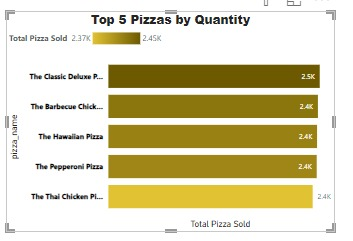 Top 5 Pizzas by Quantity
Total Pizza Sold 2.37K 2.45K
The Classic Deluxe P... 2.5K
The Barbecue Chick... 2.4K
The Hawaiian Pizza 2.4K
The Pepperoni Pizza 2.4K
The Thai Chicken Pi... 2.4K
pizza_name
Total Pizza Sold